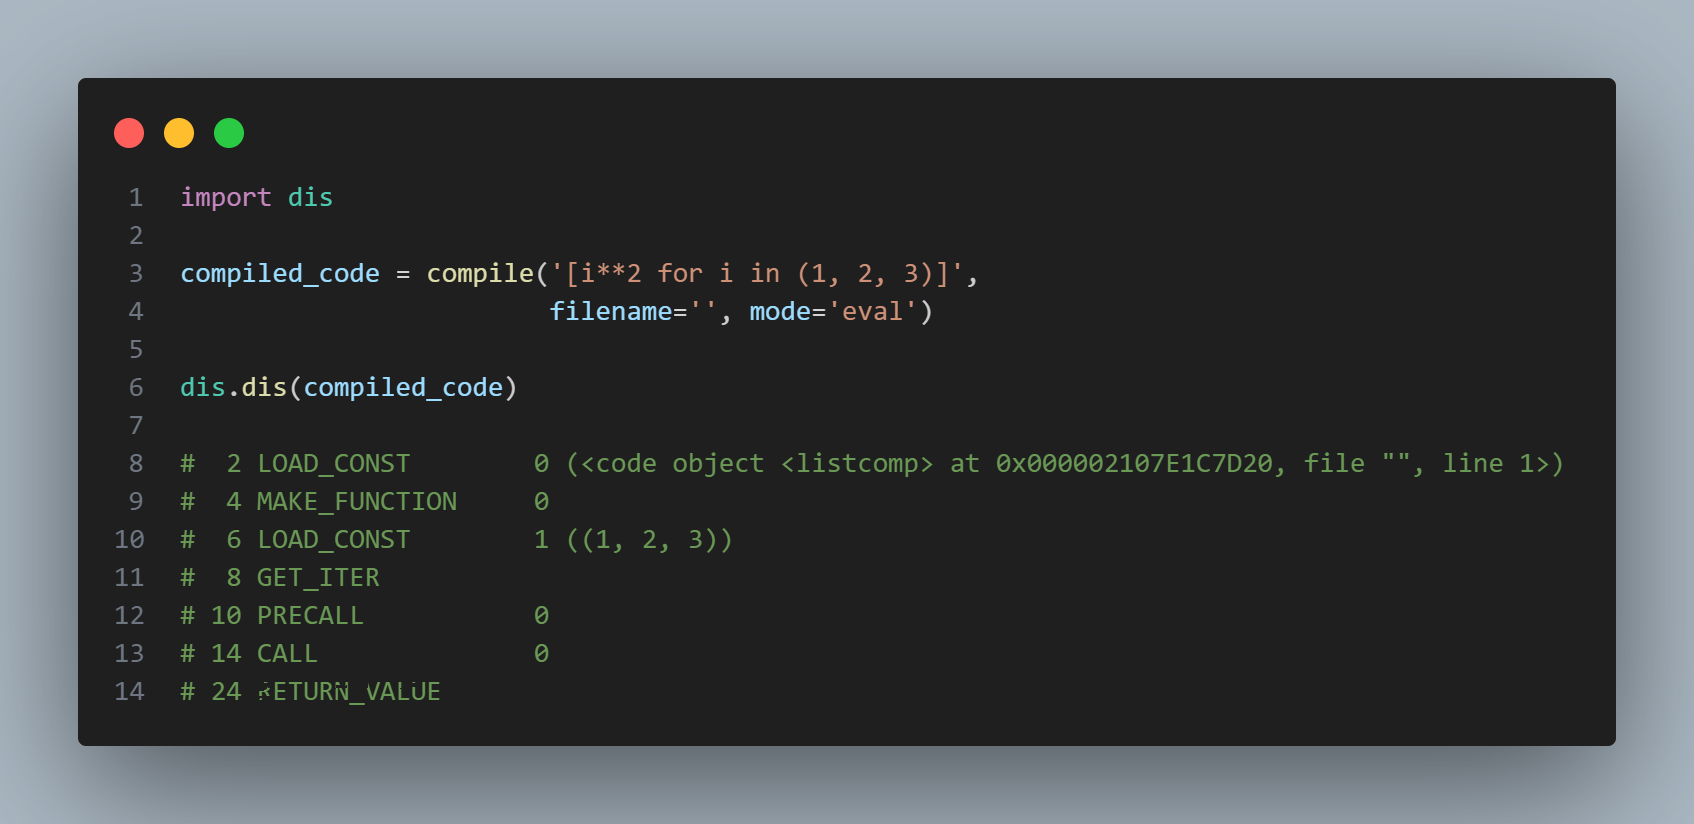 1 import dis
2
3 compiled_code = compile('[i**2 for i in (1, 2, 3)]',
4                         filename='', mode='eval')
5
6 dis.dis(compiled_code)
7
8 #  2 LOAD_CONST        0 (<code object <listcomp> at 0x000002107E1C7D20, file "", line 1>)
9 #  4 MAKE_FUNCTION     0
10 #  6 LOAD_CONST        1 ((1, 2, 3))
11 #  8 GET_ITER
12 # 10 PRECALL           0
13 # 14 CALL              0
14 # 24 RETURN_VALUE